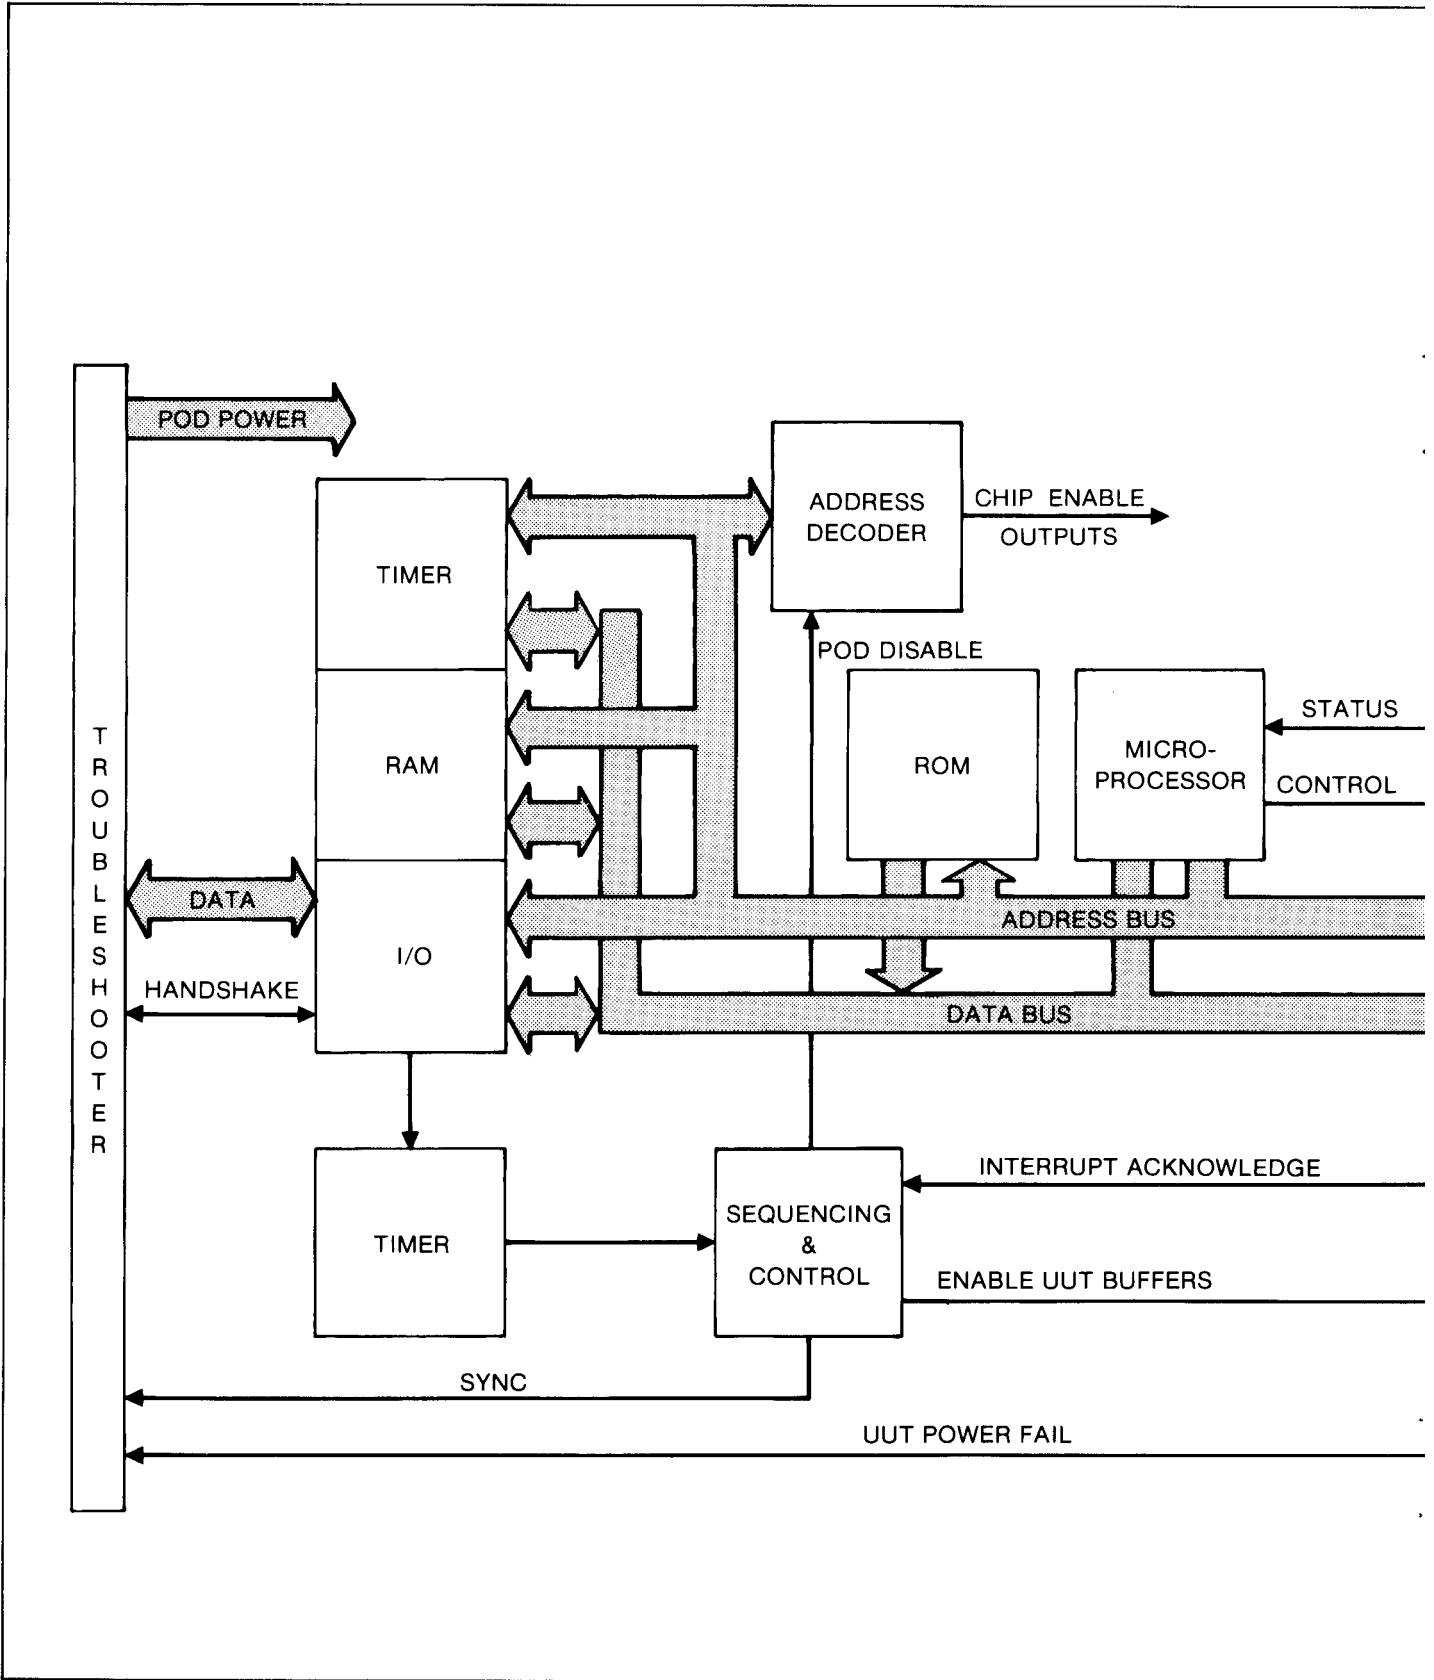 POD POWER
ADDRESS
DECODER
CHIP ENABLE
OUTPUTS
TIMER
POD DISABLE
RAM
ROM
MICRO-
PROCESSOR
STATUS
CONTROL
TROUBLESHOOTER
DATA
ADDRESS BUS
I/O
HANDSHAKE
DATA BUS
TIMER
SEQUENCING
&
CONTROL
INTERRUPT ACKNOWLEDGE
ENABLE UUT BUFFERS
SYNC
UUT POWER FAIL